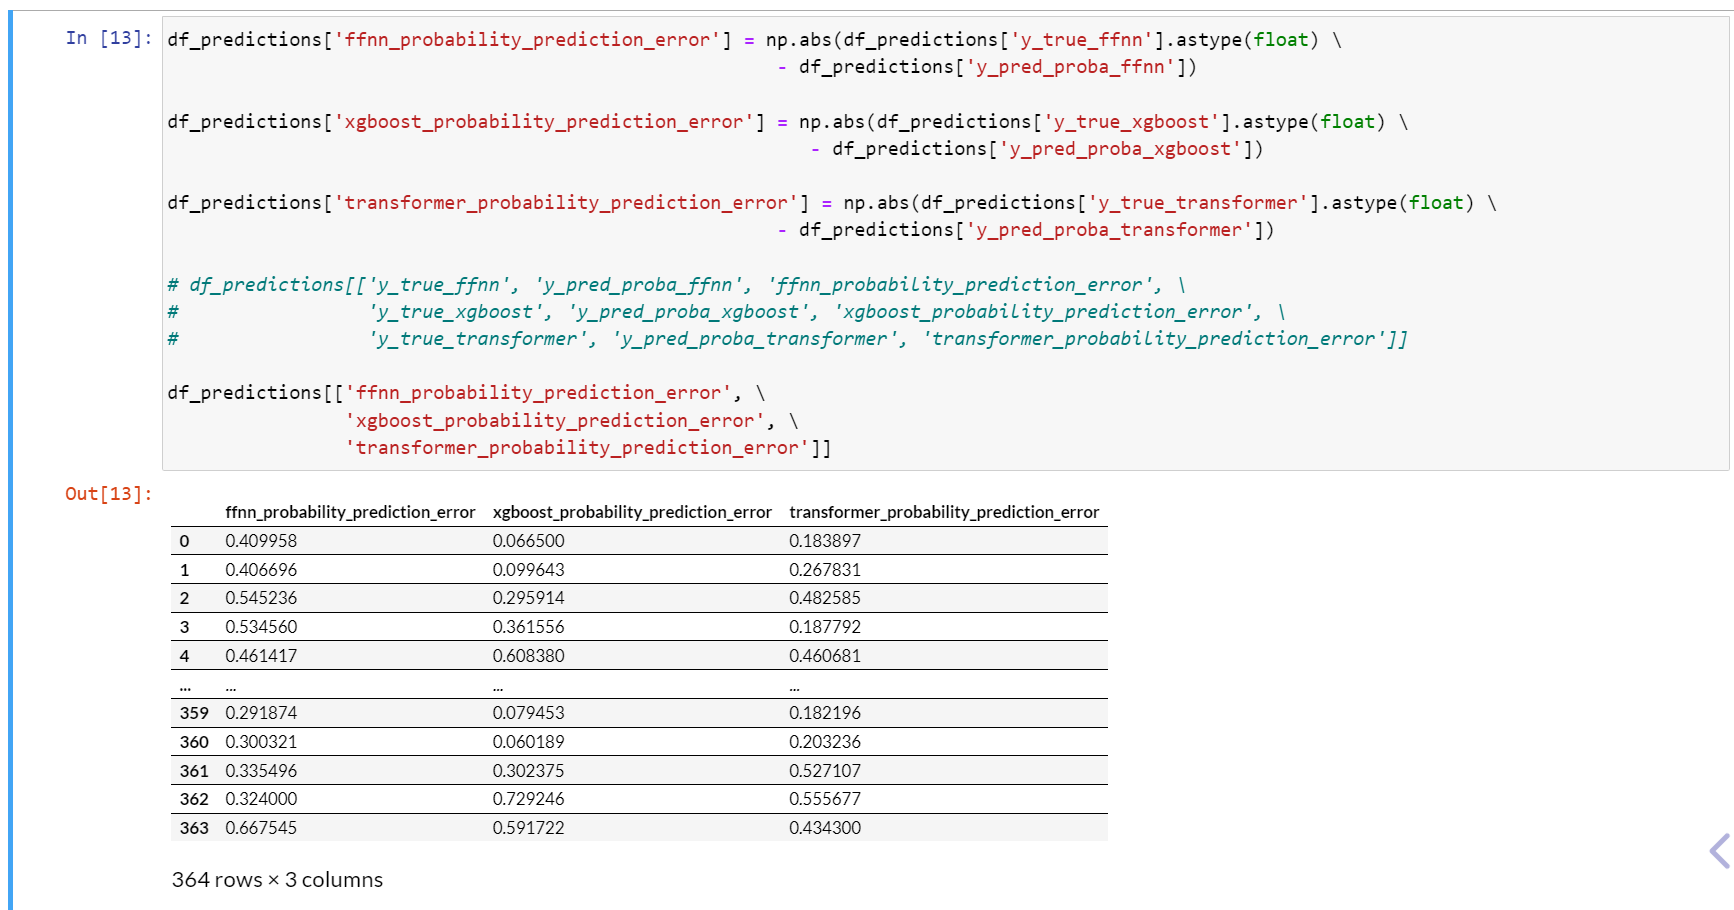 In [13]: df_predictions['ffnn_probability_prediction_error'] = np.abs(df_predictions['y_true_ffnn'].astype(float) \
- df_predictions['y_pred_proba_ffnn'])
df_predictions['xgboost_probability_prediction_error'] = np.abs(df_predictions['y_true_xgboost'].astype(float) \
- df_predictions['y_pred_proba_xgboost'])
df_predictions['transformer_probability_prediction_error'] = np.abs(df_predictions['y_true_transformer'].astype(float) \
- df_predictions['y_pred_proba_transformer'])
# df_predictions[['y_true_ffnn', 'y_pred_proba_ffnn', 'ffnn_probability_prediction_error', \
# 'y_true_xgboost', 'y_pred_proba_xgboost', 'xgboost_probability_prediction_error', \
# 'y_true_transformer', 'y_pred_proba_transformer', 'transformer_probability_prediction_error']]
df_predictions[['ffnn_probability_prediction_error', \
'xgboost_probability_prediction_error', \
'transformer_probability_prediction_error']]
Out[13]:
ffnn_probability_prediction_error xgboost_probability_prediction_error transformer_probability_prediction_error
0 0.409958 0.066500 0.183897
1 0.406696 0.099643 0.267831
2 0.545236 0.295914 0.482585
3 0.534560 0.361556 0.187792
4 0.461417 0.608380 0.460681
... ... ... ...
359 0.291874 0.079453 0.182196
360 0.300321 0.060189 0.203236
361 0.335496 0.302375 0.527107
362 0.324000 0.729246 0.555677
363 0.667545 0.591722 0.434300
364 rows × 3 columns